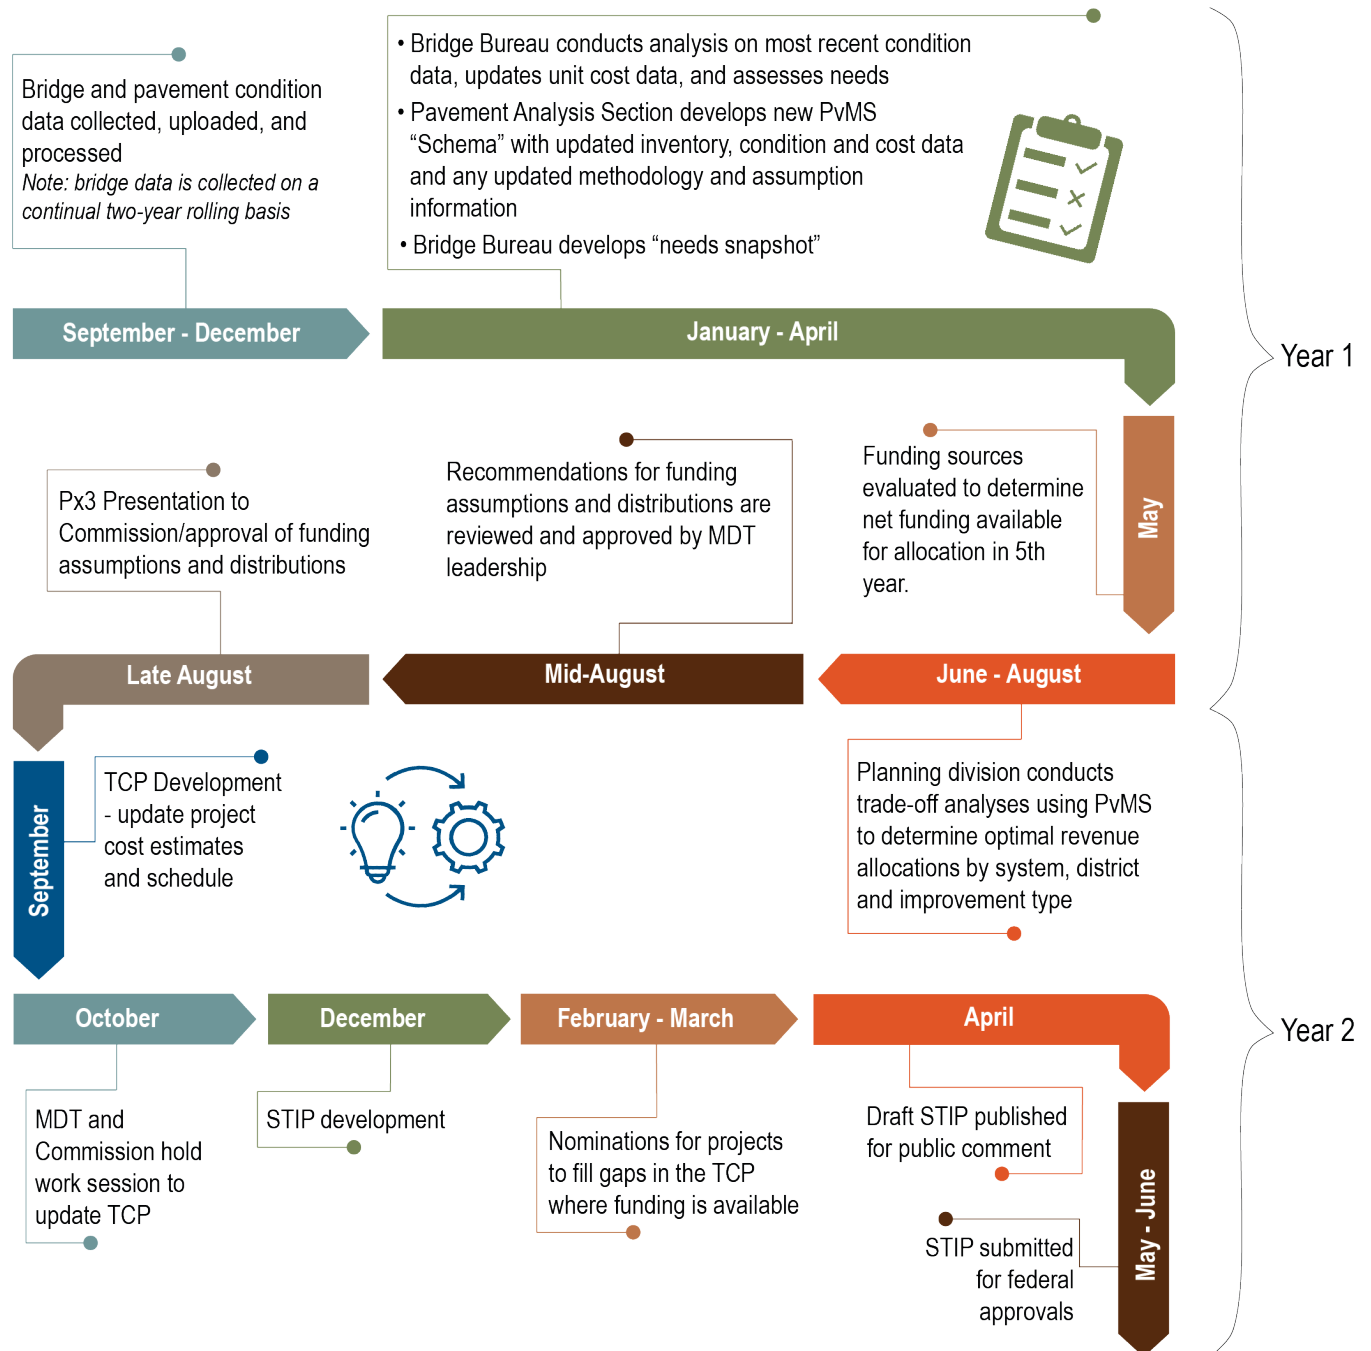 Bridge and pavement condition
data collected, uploaded, and
processed
Note: bridge data is collected on a
continual two-year rolling basis
• Bridge Bureau conducts analysis on most recent condition
data, updates unit cost data, and assesses needs
• Pavement Analysis Section develops new PvMS
“Schema” with updated inventory, condition and cost data
and any updated methodology and assumption
information
• Bridge Bureau develops “needs snapshot”
September - December
January - April
Year 1
May
Funding sources
evaluated to determine
net funding available
for allocation in 5th
year.
Recommendations for funding
assumptions and distributions are
reviewed and approved by MDT
leadership
Px3 Presentation to
Commission/approval of funding
assumptions and distributions
June - August
Mid-August
Late August
Planning division conducts
trade-off analyses using PvMS
to determine optimal revenue
allocations by system, district
and improvement type
September
TCP Development
- update project
cost estimates
and schedule
October
December
February - March
April
Year 2
MDT and
Commission hold
work session to
update TCP
STIP development
Nominations for projects
to fill gaps in the TCP
where funding is available
Draft STIP published
for public comment
May - June
STIP submitted
for federal
approvals